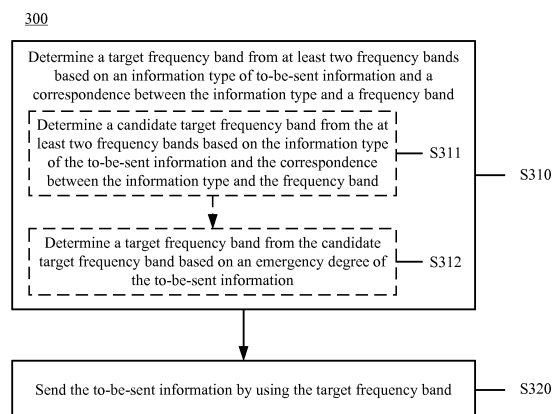 300
Determine a target frequency band from at least two frequency bands
based on an information type of to-be-sent information and a
correspondence between the information type and a frequency band
Determine a candidate target frequency band from the at
least two frequency bands based on the information type
of the to-be-sent information and the correspondence
between the information type and the frequency band
S311
S310
Determine a target frequency band from the candidate
target frequency band based on an emergency degree of
the to-be-sent information
S312
Send the to-be-sent information by using the target frequency band
S320